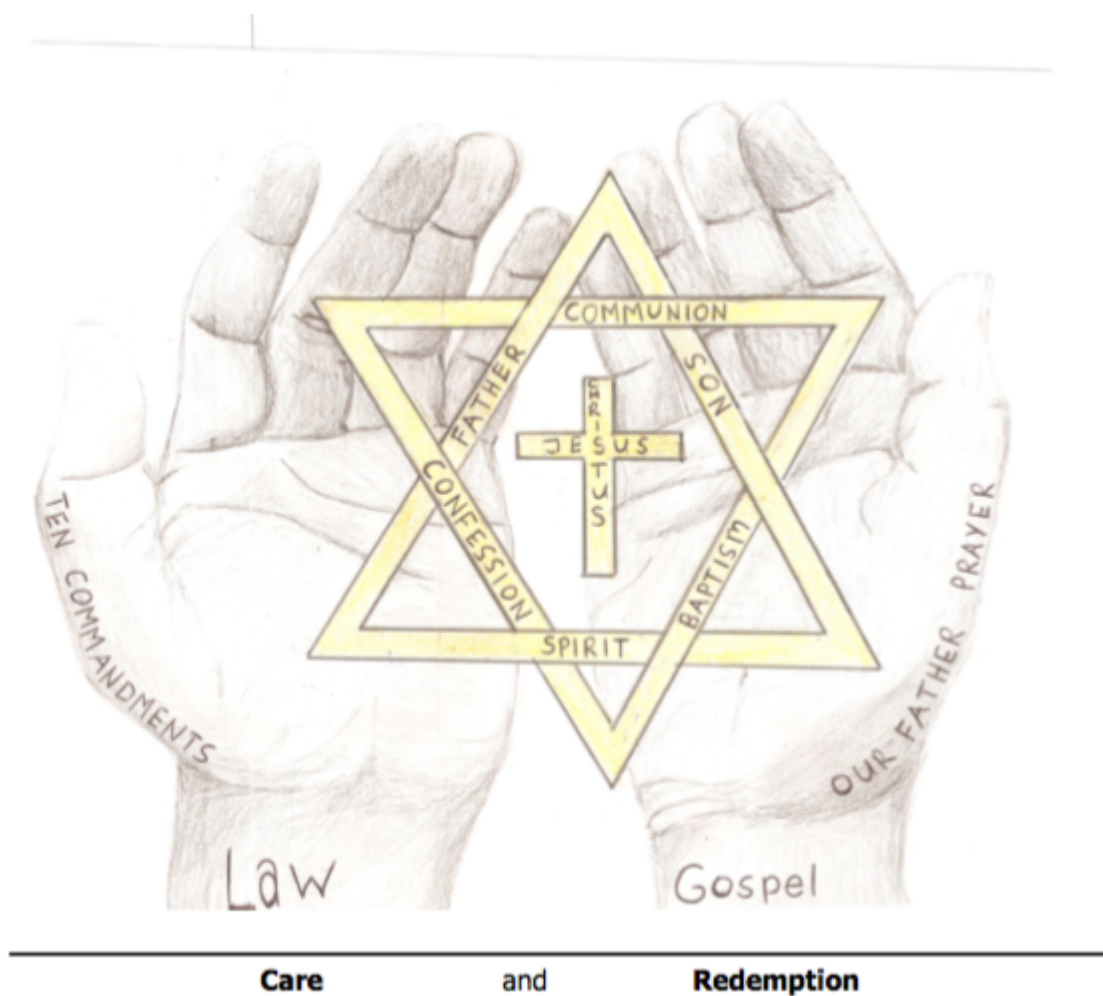 COMMUNION
FATHER
SON
CHRISTUS
JESUS
CONFESSION
BAPTISM
SPIRIT
TEN COMMANDMENTS
OUR FATHER PRAYER
Law
Gospel
Care and Redemption